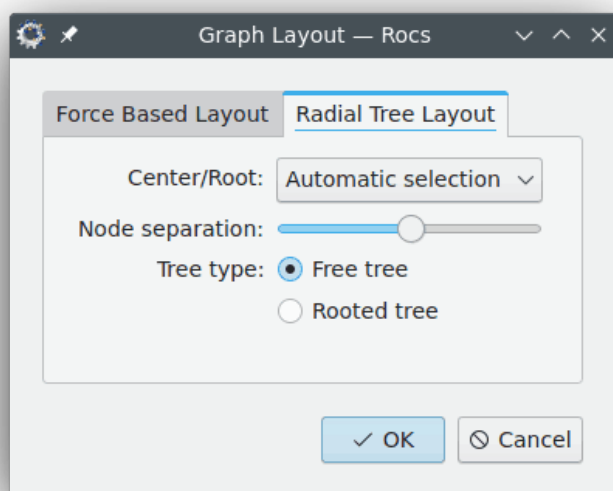 Graph Layout — Rocs
Force Based Layout Radial Tree Layout
Center/Root: Automatic selection
Node separation:
Tree type: Free tree
Rooted tree
OK Cancel